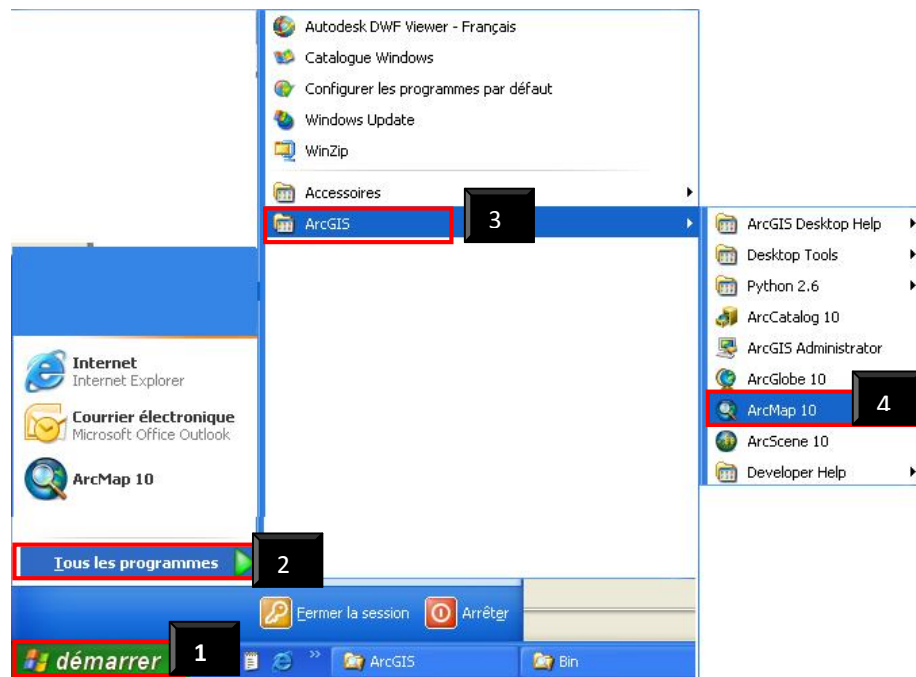 Autodesk DWF Viewer - Français
Catalogue Windows
Configurer les programmes par défaut
Windows Update
WinZip
Accessoires
ArcGIS
3
ArcGIS Desktop Help
Desktop Tools
Python 2.6
ArcCatalog 10
ArcGIS Administrator
ArcGlobe 10
ArcMap 10
4
ArcScene 10
Developer Help
Internet
Internet Explorer
Courrier électronique
Microsoft Office Outlook
ArcMap 10
Tous les programmes
2
Fermer la session
Arrêter
démarrer
1
»
ArcGIS
Bin